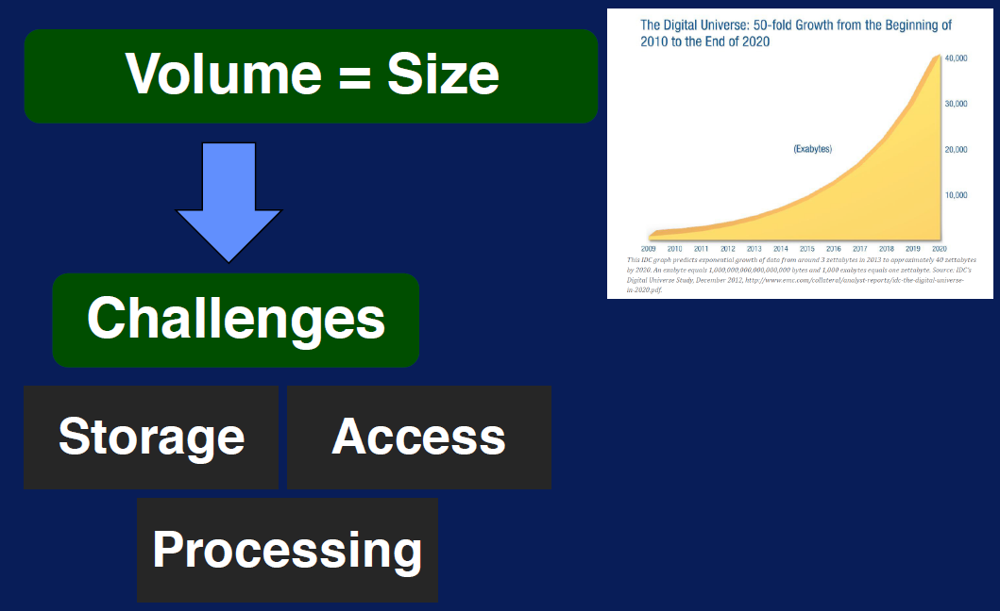 Volume = Size
Challenges
Storage
Access
Processing
The Digital Universe: 50-fold Growth from the Beginning of
2010 to the End of 2020
40,000
30,000
(Exabytes)
20,000
10,000
2009 2010 2011 2012 2013 2014 2015 2016 2017 2018 2019 2020
This IDC graph predicts exponential growth of data from around 3 zettabytes in 2013 to approximately 40 zettabytes
by 2020. An exabyte equals 1,000,000,000,000,000,000 bytes and 1,000 exabytes equals one zettabyte. Source: IDC's
Digital Universe Study, December 2012, http://www.emc.com/collateral/analyst-reports/idc-the-digital-universe-
in-2020.pdf.